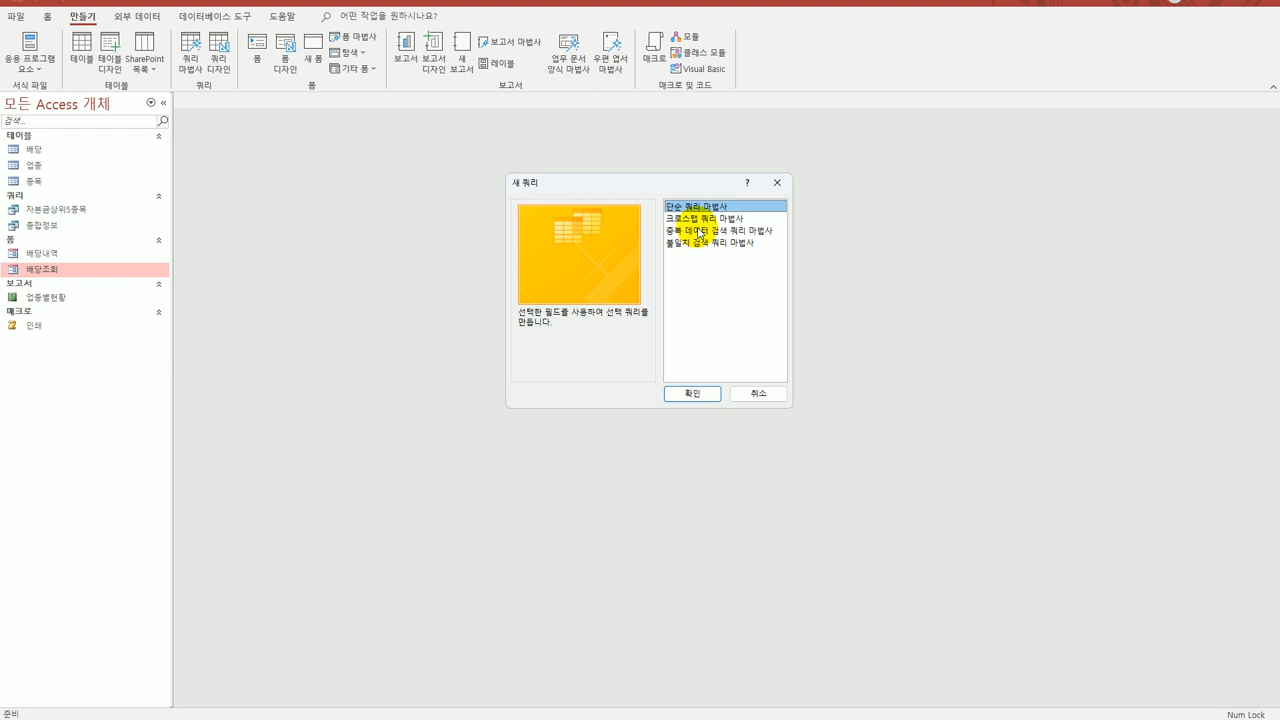 파일 홈 만들기 외부 데이터 데이터베이스 도구 도움말 어떤 작업을 원하시나요?
응용 프로그램 요소
테이블
테이블 디자인
SharePoint 목록
쿼리 마법사
쿼리 디자인
폼
폼 디자인
새 폼
폼 마법사
탐색
기타 폼
보고서
보고서 디자인
새 보고서
보고서 마법사
레이블
업무 문서 양식 마법사
우편 엽서 마법사
매크로
모듈
클래스 모듈
Visual Basic
서식 파일 테이블 쿼리 폼 보고서 매크로 및 코드
모든 Access 개체 «
검색...
테이블
배당
업종
종목
쿼리
자본금상위5종목
종합정보
폼
배당내역
배당조회
보고서
업종별현황
매크로
인쇄
새 쿼리 ?
선택한 필드를 사용하여 선택 쿼리를
만듭니다.
단순 쿼리 마법사
크로스탭 쿼리 마법사
중복 데이터 검색 쿼리 마법사
불일치 검색 쿼리 마법사
확인 취소
준비 Num Lock